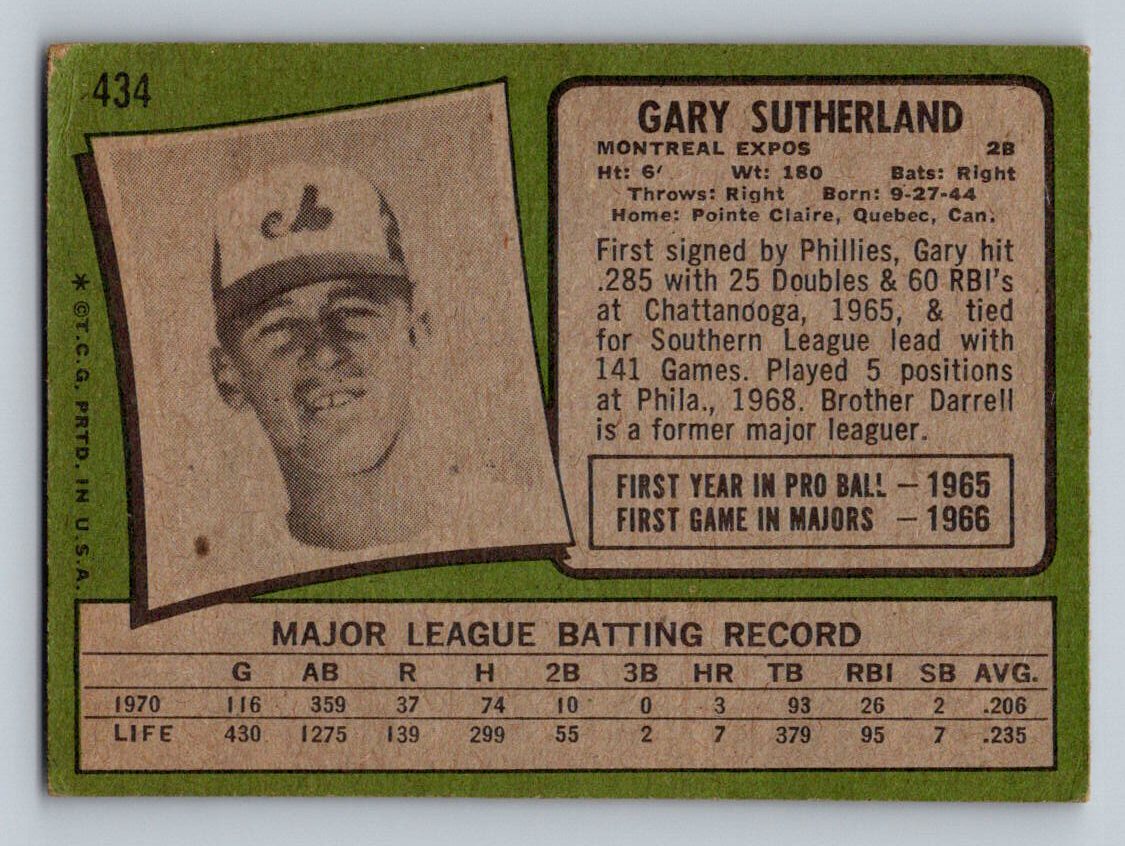 434
GARY SUTHERLAND
MONTREAL EXPOS 2B
Ht: 6' Wt: 180 Bats: Right
Throws: Right Born: 9-27-44
Home: Pointe Claire, Quebec, Can.
First signed by Phillies, Gary hit
.285 with 25 Doubles & 60 RBI's
at Chattanooga, 1965, & tied
for Southern League lead with
141 Games. Played 5 positions
at Phila., 1968. Brother Darrell
is a former major leaguer.
FIRST YEAR IN PRO BALL – 1965
FIRST GAME IN MAJORS – 1966
* ©T.C.G. PRTD. IN U.S.A.
MAJOR LEAGUE BATTING RECORD
G AB R H 2B 3B HR TB RBI SB AVG.
1970 116 359 37 74 10 0 3 93 26 2 .206
LIFE 430 1275 139 299 55 2 7 379 95 7 .235